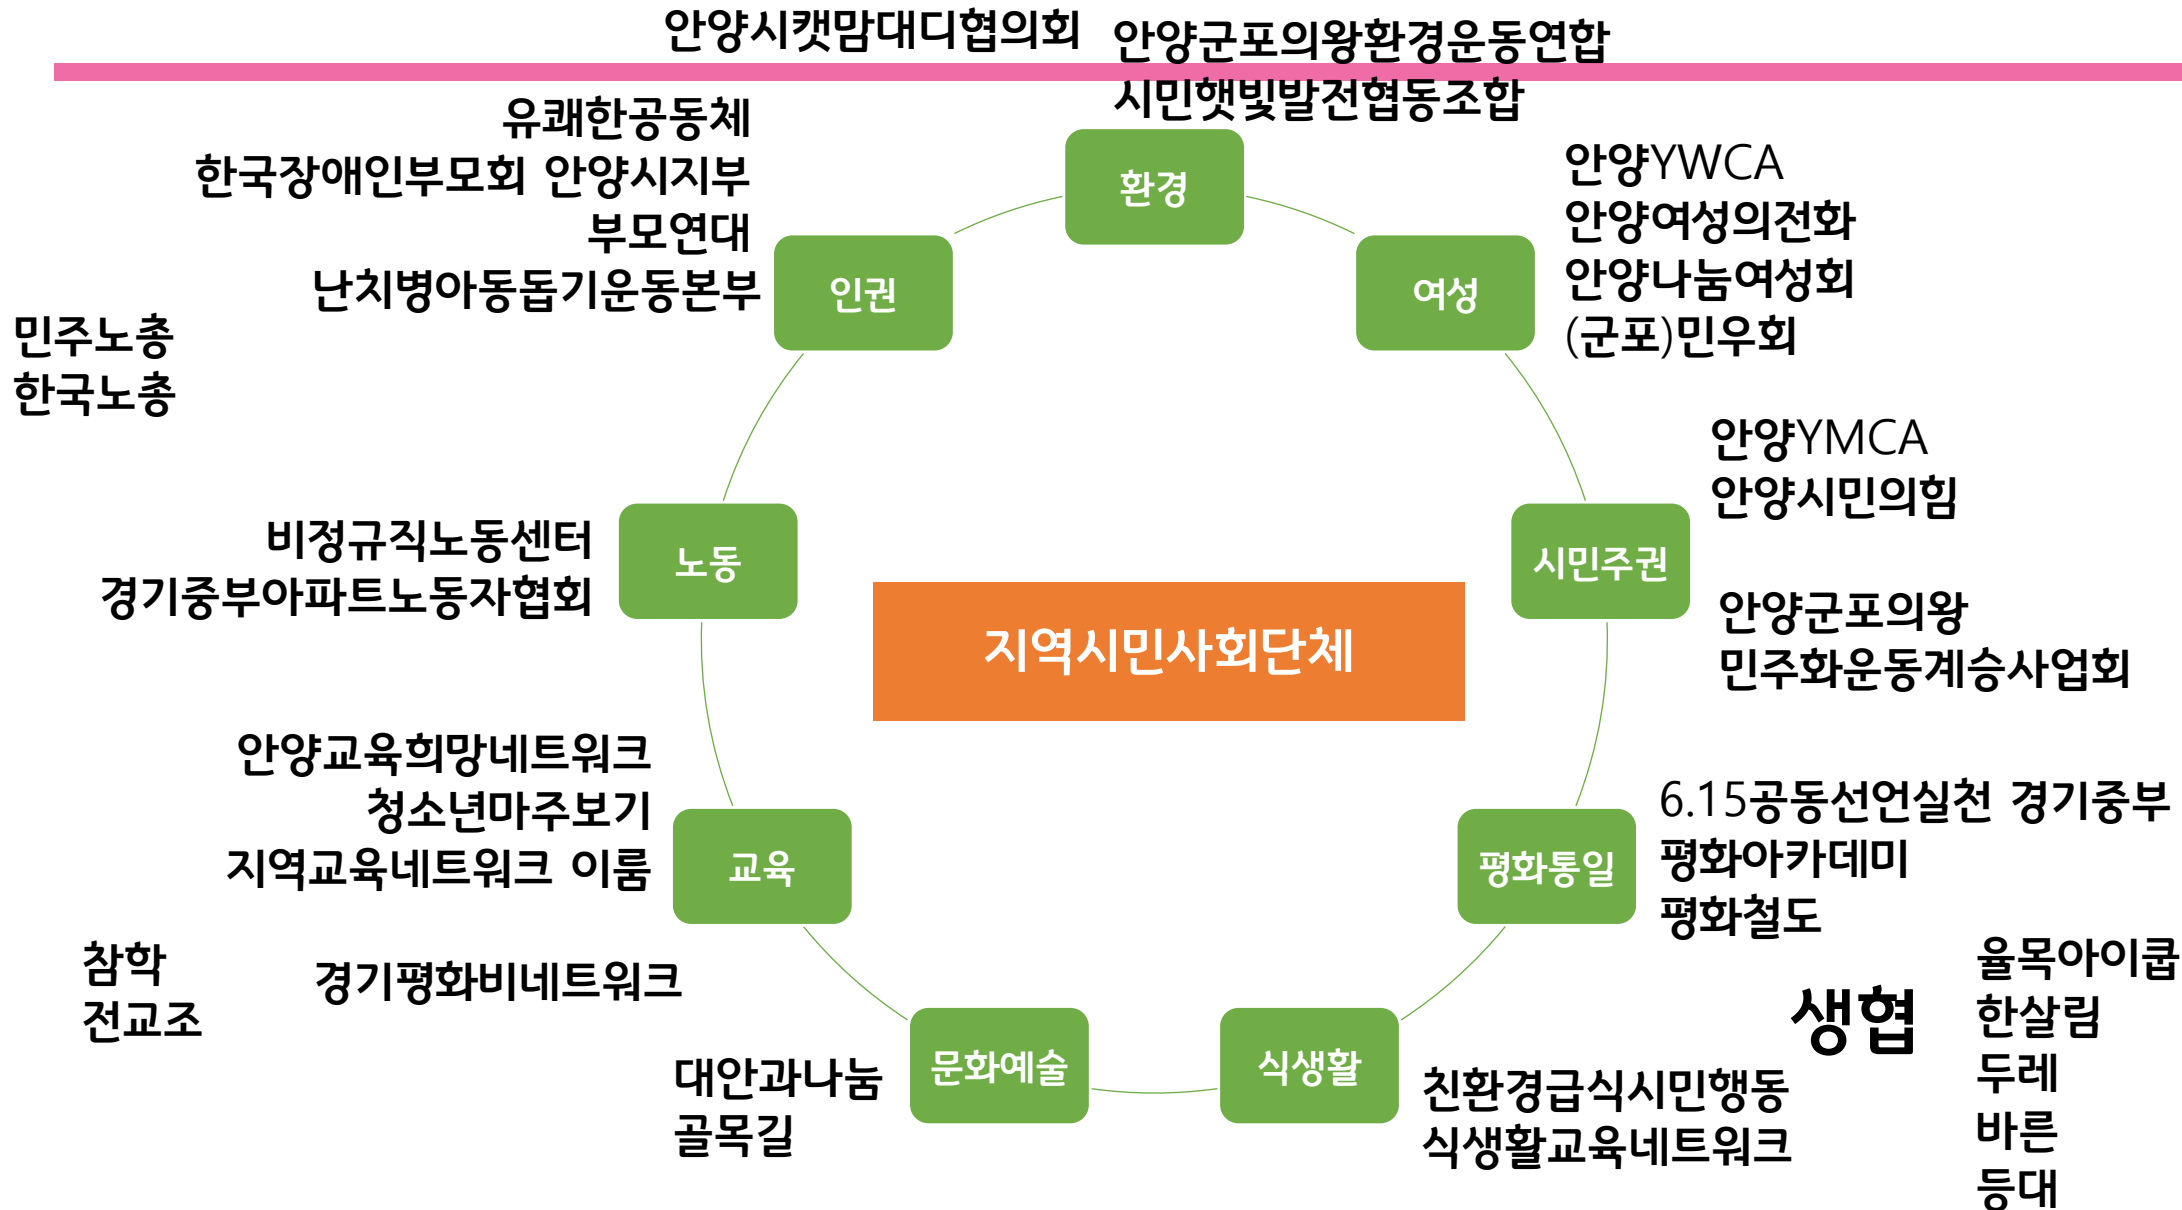 안양시캣맘대디협의회
안양군포의왕환경운동연합
시민햇빛발전협동조합
환경
유쾌한공동체
한국장애인부모회 안양시지부
부모연대
난치병아동돕기운동본부
인권
안양YWCA
안양여성의전화
안양나눔여성회
(군포)민우회
여성
민주노총
한국노총
비정규직노동센터
경기중부아파트노동자협회
노동
안양YMCA
안양시민의힘
시민주권
안양군포의왕
민주화운동계승사업회
지역시민사회단체
안양교육희망네트워크
청소년마주보기
지역교육네트워크 이룸
교육
6.15공동선언실천 경기중부
평화아카데미
평화철도
평화통일
참학
전교조
경기평화비네트워크
대안과나눔
골목길
문화예술
식생활
친환경급식시민행동
식생활교육네트워크
생협
율목아이쿱
한살림
두레
바른
등대